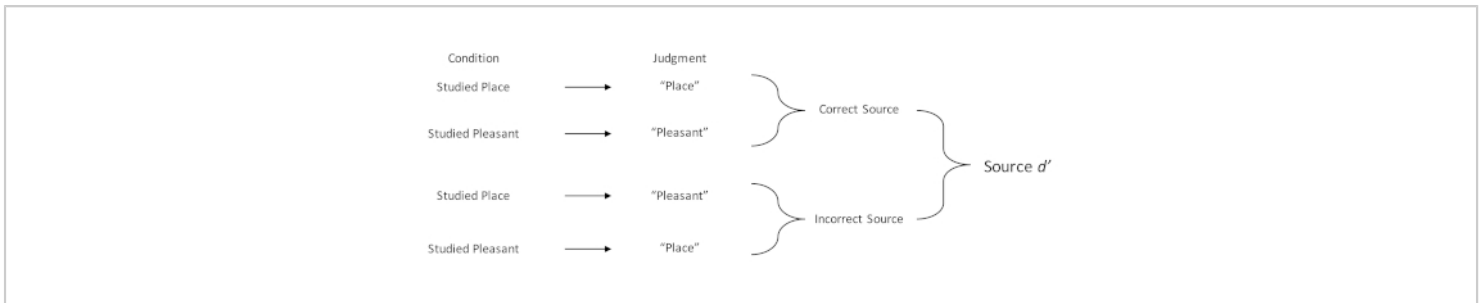 Condition Judgment
Studied Place “Place”
Correct Source
Studied Pleasant “Pleasant”
Source d’
Studied Place “Pleasant”
Incorrect Source
Studied Pleasant “Place”